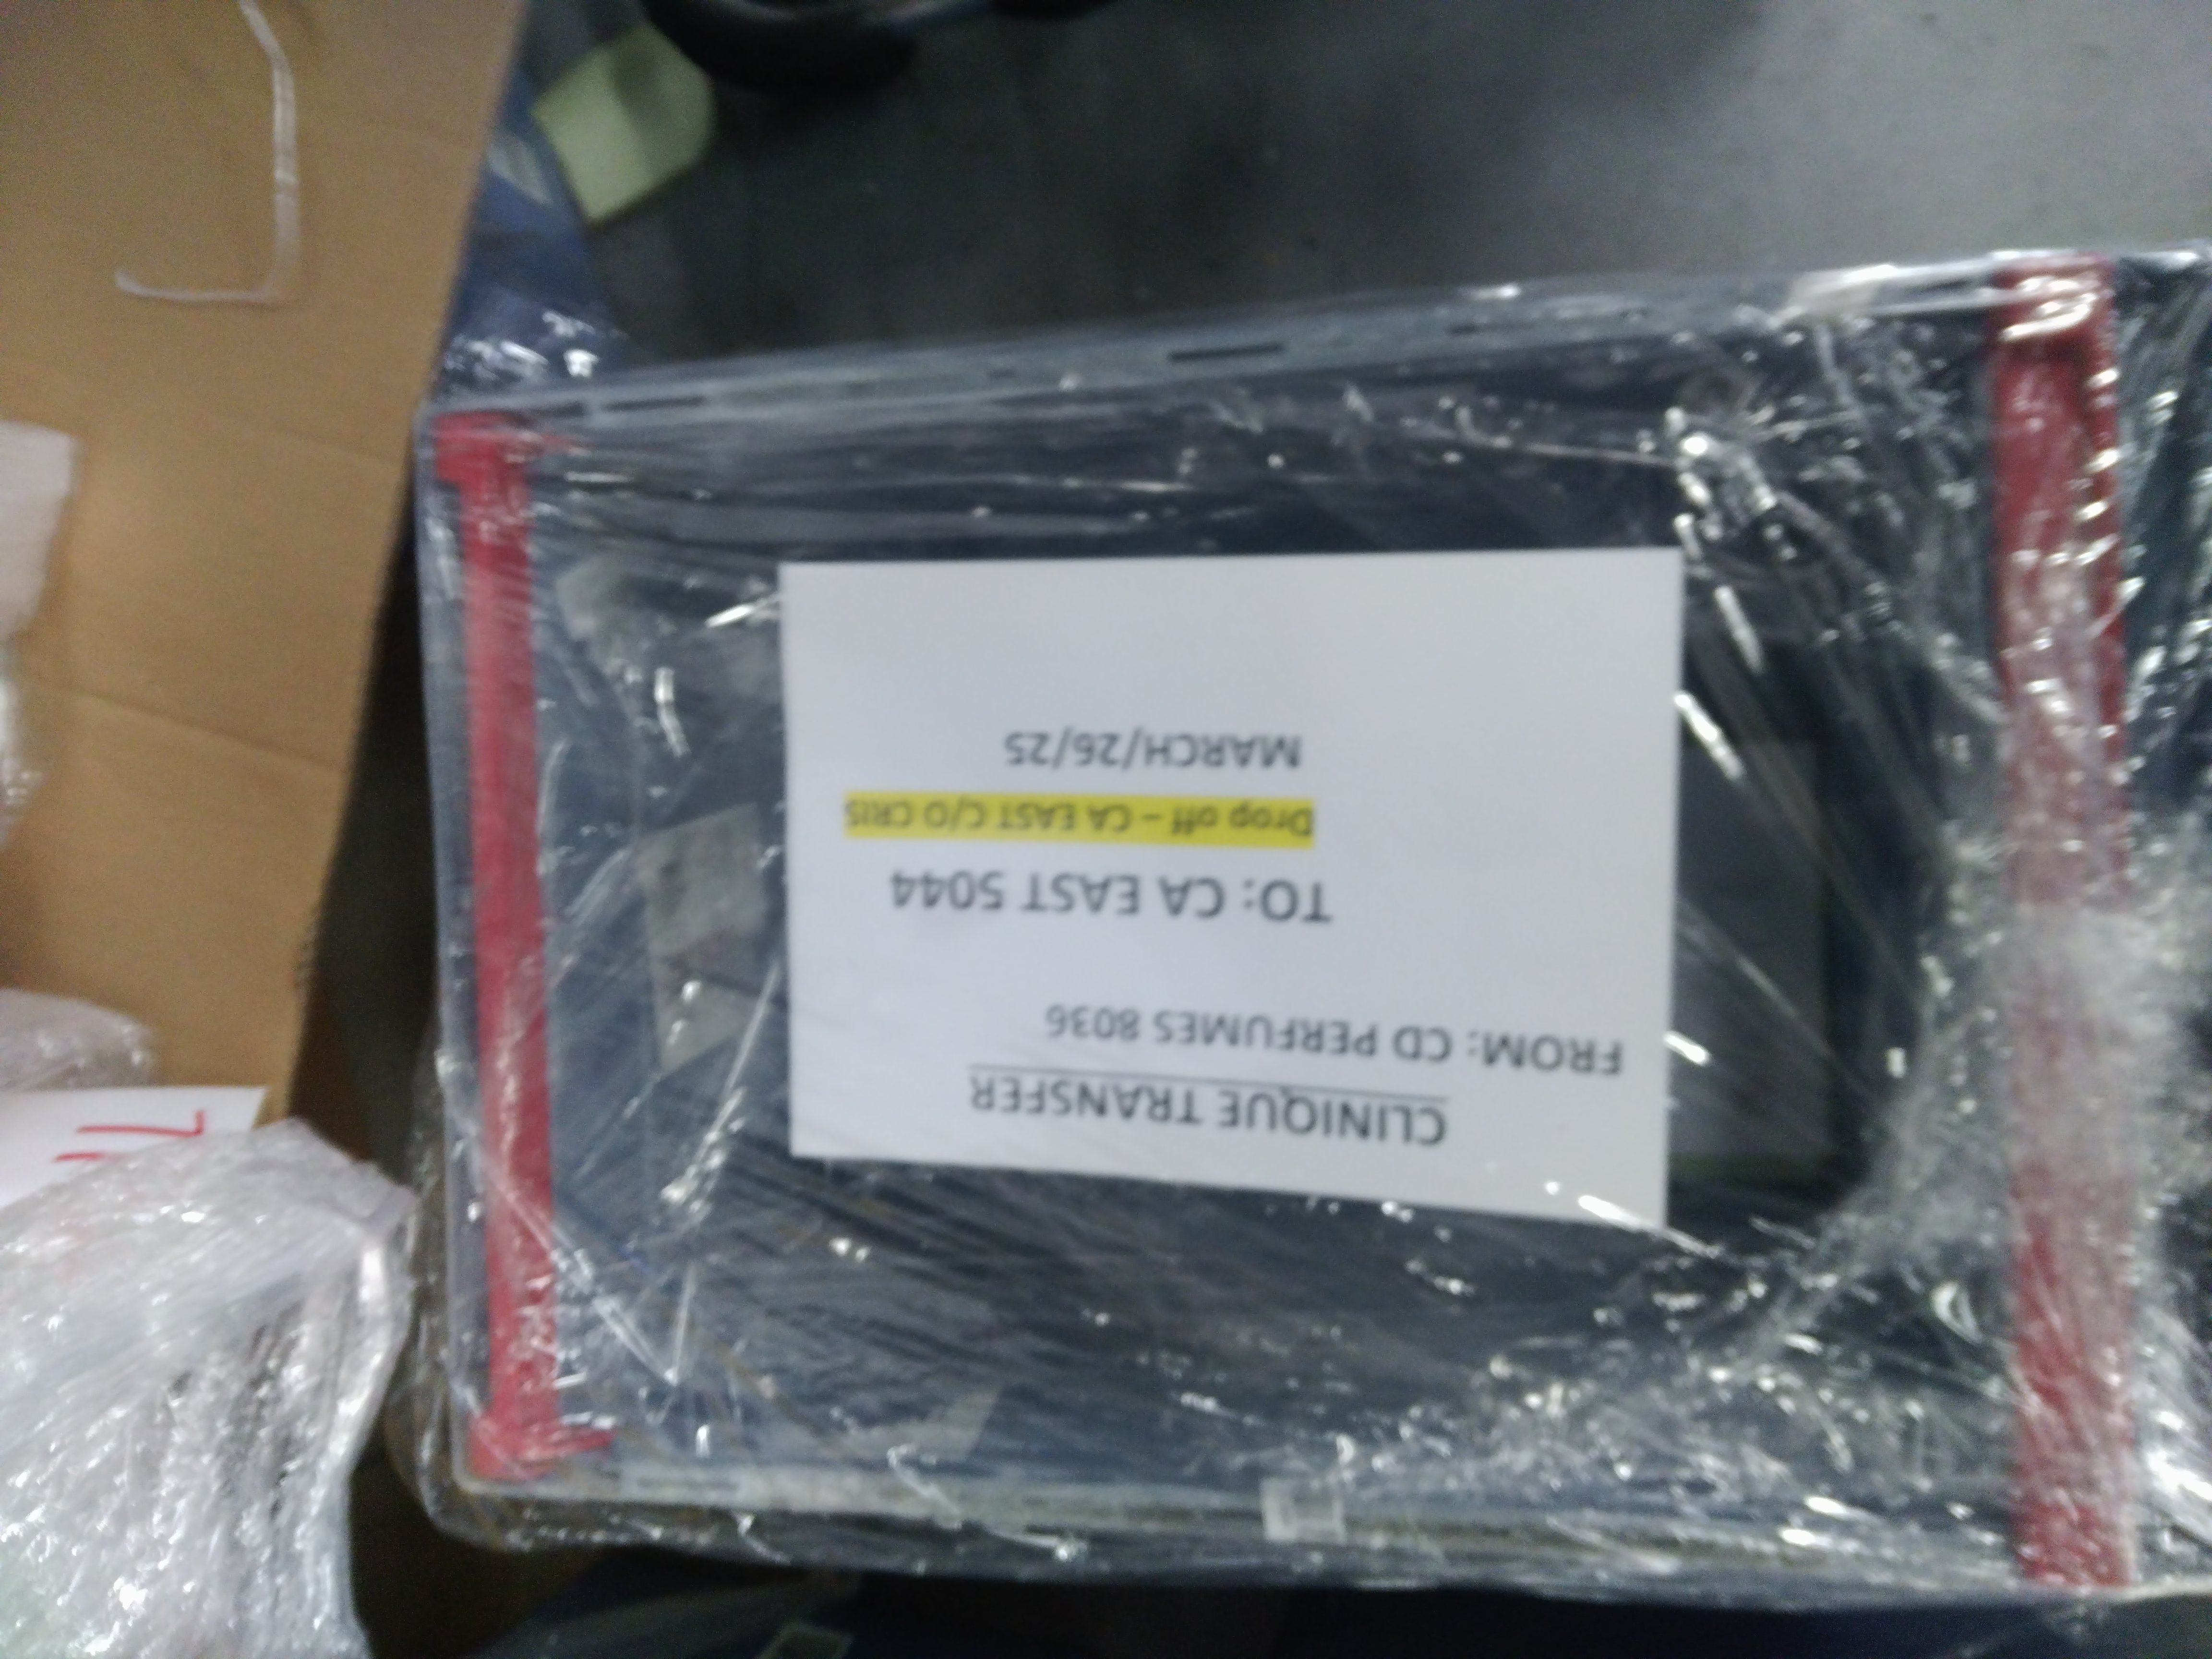 CLINIQUE TRANSFER
FROM: CD PERFUMES 8036
TO: CA EAST 5044
Drop off – CA EAST C/O CRIS
MARCH/26/25